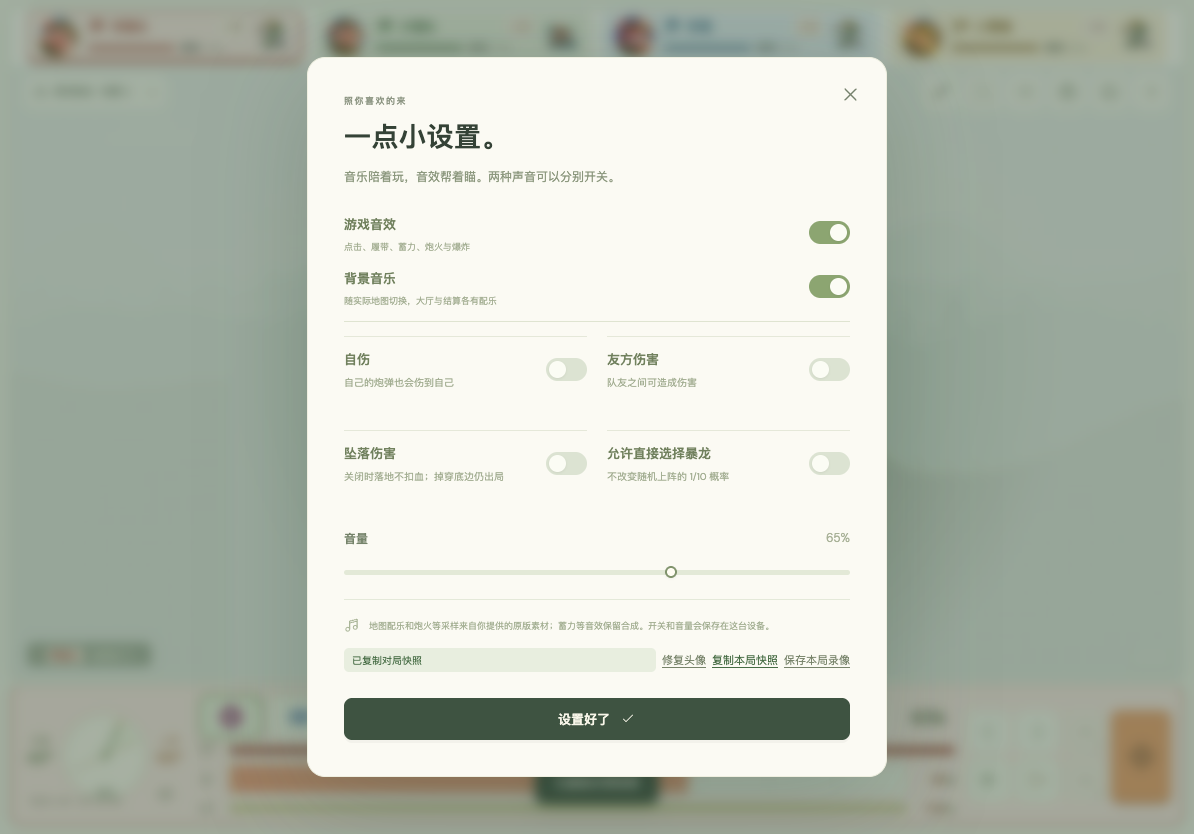 照你喜欢的来
一点小设置。
音乐陪着玩，音效帮着瞄。两种声音可以分别开关。
游戏音效
点击、履带、蓄力、炮火与爆炸
背景音乐
随实际地图切换，大厅与结算各有配乐
自伤
自己的炮弹也会伤到自己
友方伤害
队友之间可造成伤害
坠落伤害
关闭时落地不扣血；掉穿底边仍出局
允许直接选择暴龙
不改变随机上阵的 1/10 概率
音量
65%
地图配乐和炮火等采样来自你提供的原版素材；蓄力等音效保留合成。开关和音量会保存在这台设备。
已复制对局快照
修复头像 复制本局快照 保存本局录像
设置好了